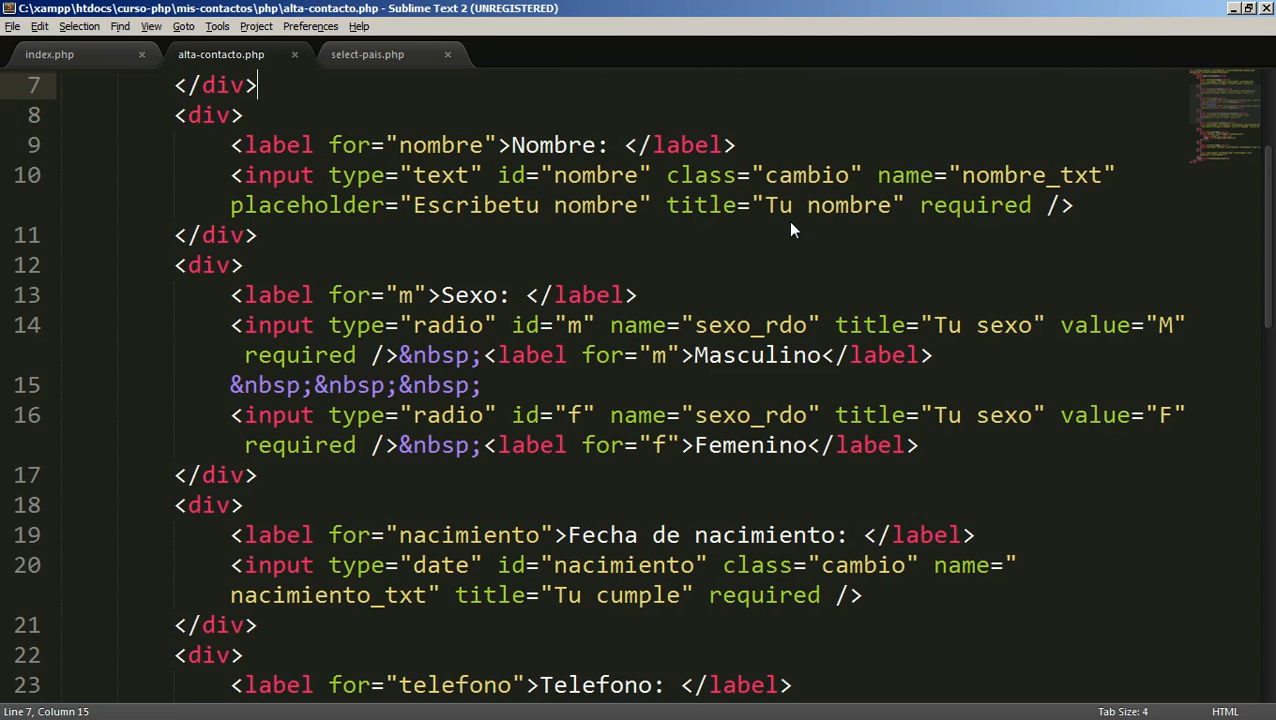 C:\xampp\htdocs\curso-php\mis-contactos\php\alta-contacto.php - Sublime Text 2 (UNREGISTERED)
File Edit Selection Find View Goto Tools Project Preferences Help
index.php × alta-contacto.php × select-pais.php ×
7 </div>
8 <div>
9 <label for="nombre">Nombre: </label>
10 <input type="text" id="nombre" class="cambio" name="nombre_txt"
placeholder="Escribetu nombre" title="Tu nombre" required />
11 </div>
12 <div>
13 <label for="m">Sexo: </label>
14 <input type="radio" id="m" name="sexo_rdo" title="Tu sexo" value="M"
required />&nbsp;<label for="m">Masculino</label>
15 &nbsp;&nbsp;&nbsp;
16 <input type="radio" id="f" name="sexo_rdo" title="Tu sexo" value="F"
required />&nbsp;<label for="f">Femenino</label>
17 </div>
18 <div>
19 <label for="nacimiento">Fecha de nacimiento: </label>
20 <input type="date" id="nacimiento" class="cambio" name="
nacimiento_txt" title="Tu cumple" required />
21 </div>
22 <div>
23 <label for="telefono">Telefono: </label>
Line 7, Column 15 Tab Size: 4 HTML